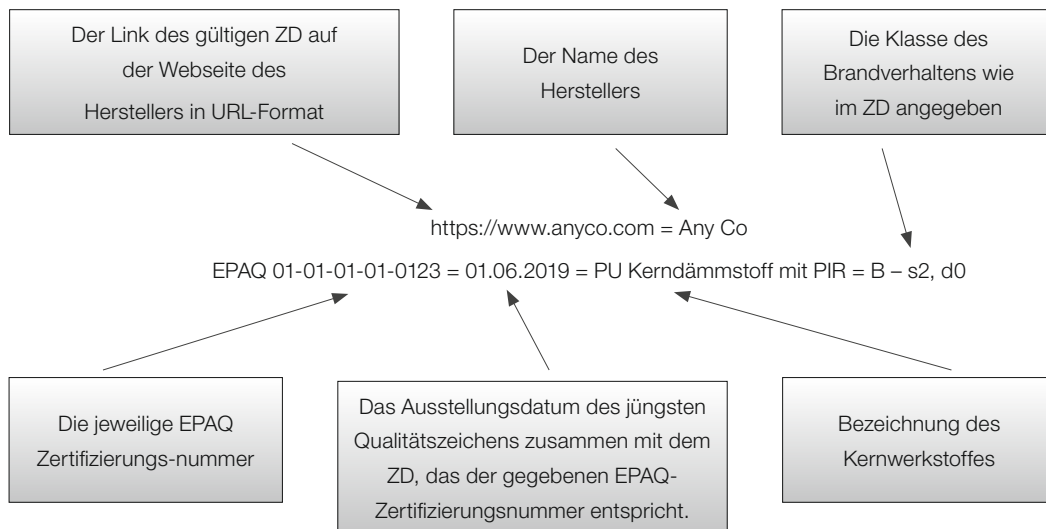 Der Link des gültigen ZD auf
der Webseite des
Herstellers in URL-Format
Der Name des
Herstellers
Die Klasse des
Brandverhaltens wie
im ZD angegeben
https://www.anyco.com = Any Co
EPAQ 01-01-01-01-0123 = 01.06.2019 = PU Kerndämmstoff mit PIR = B – s2, d0
Die jeweilige EPAQ
Zertifizierungs-nummer
Das Ausstellungsdatum des jüngsten
Qualitätszeichens zusammen mit dem
ZD, das der gegebenen EPAQ-
Zertifizierungsnummer entspricht.
Bezeichnung des
Kernwerkstoffes